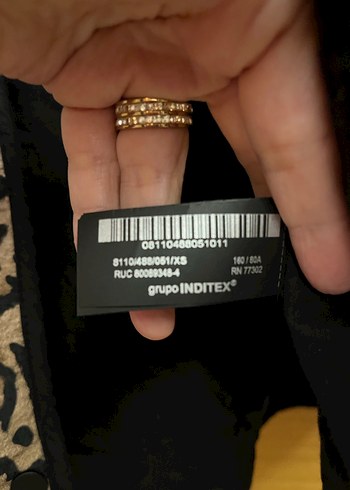 08110488051011
8110/488/051/XS
160 / 80A
RUC 80089348-4
RN 77302
grupo INDITEX®